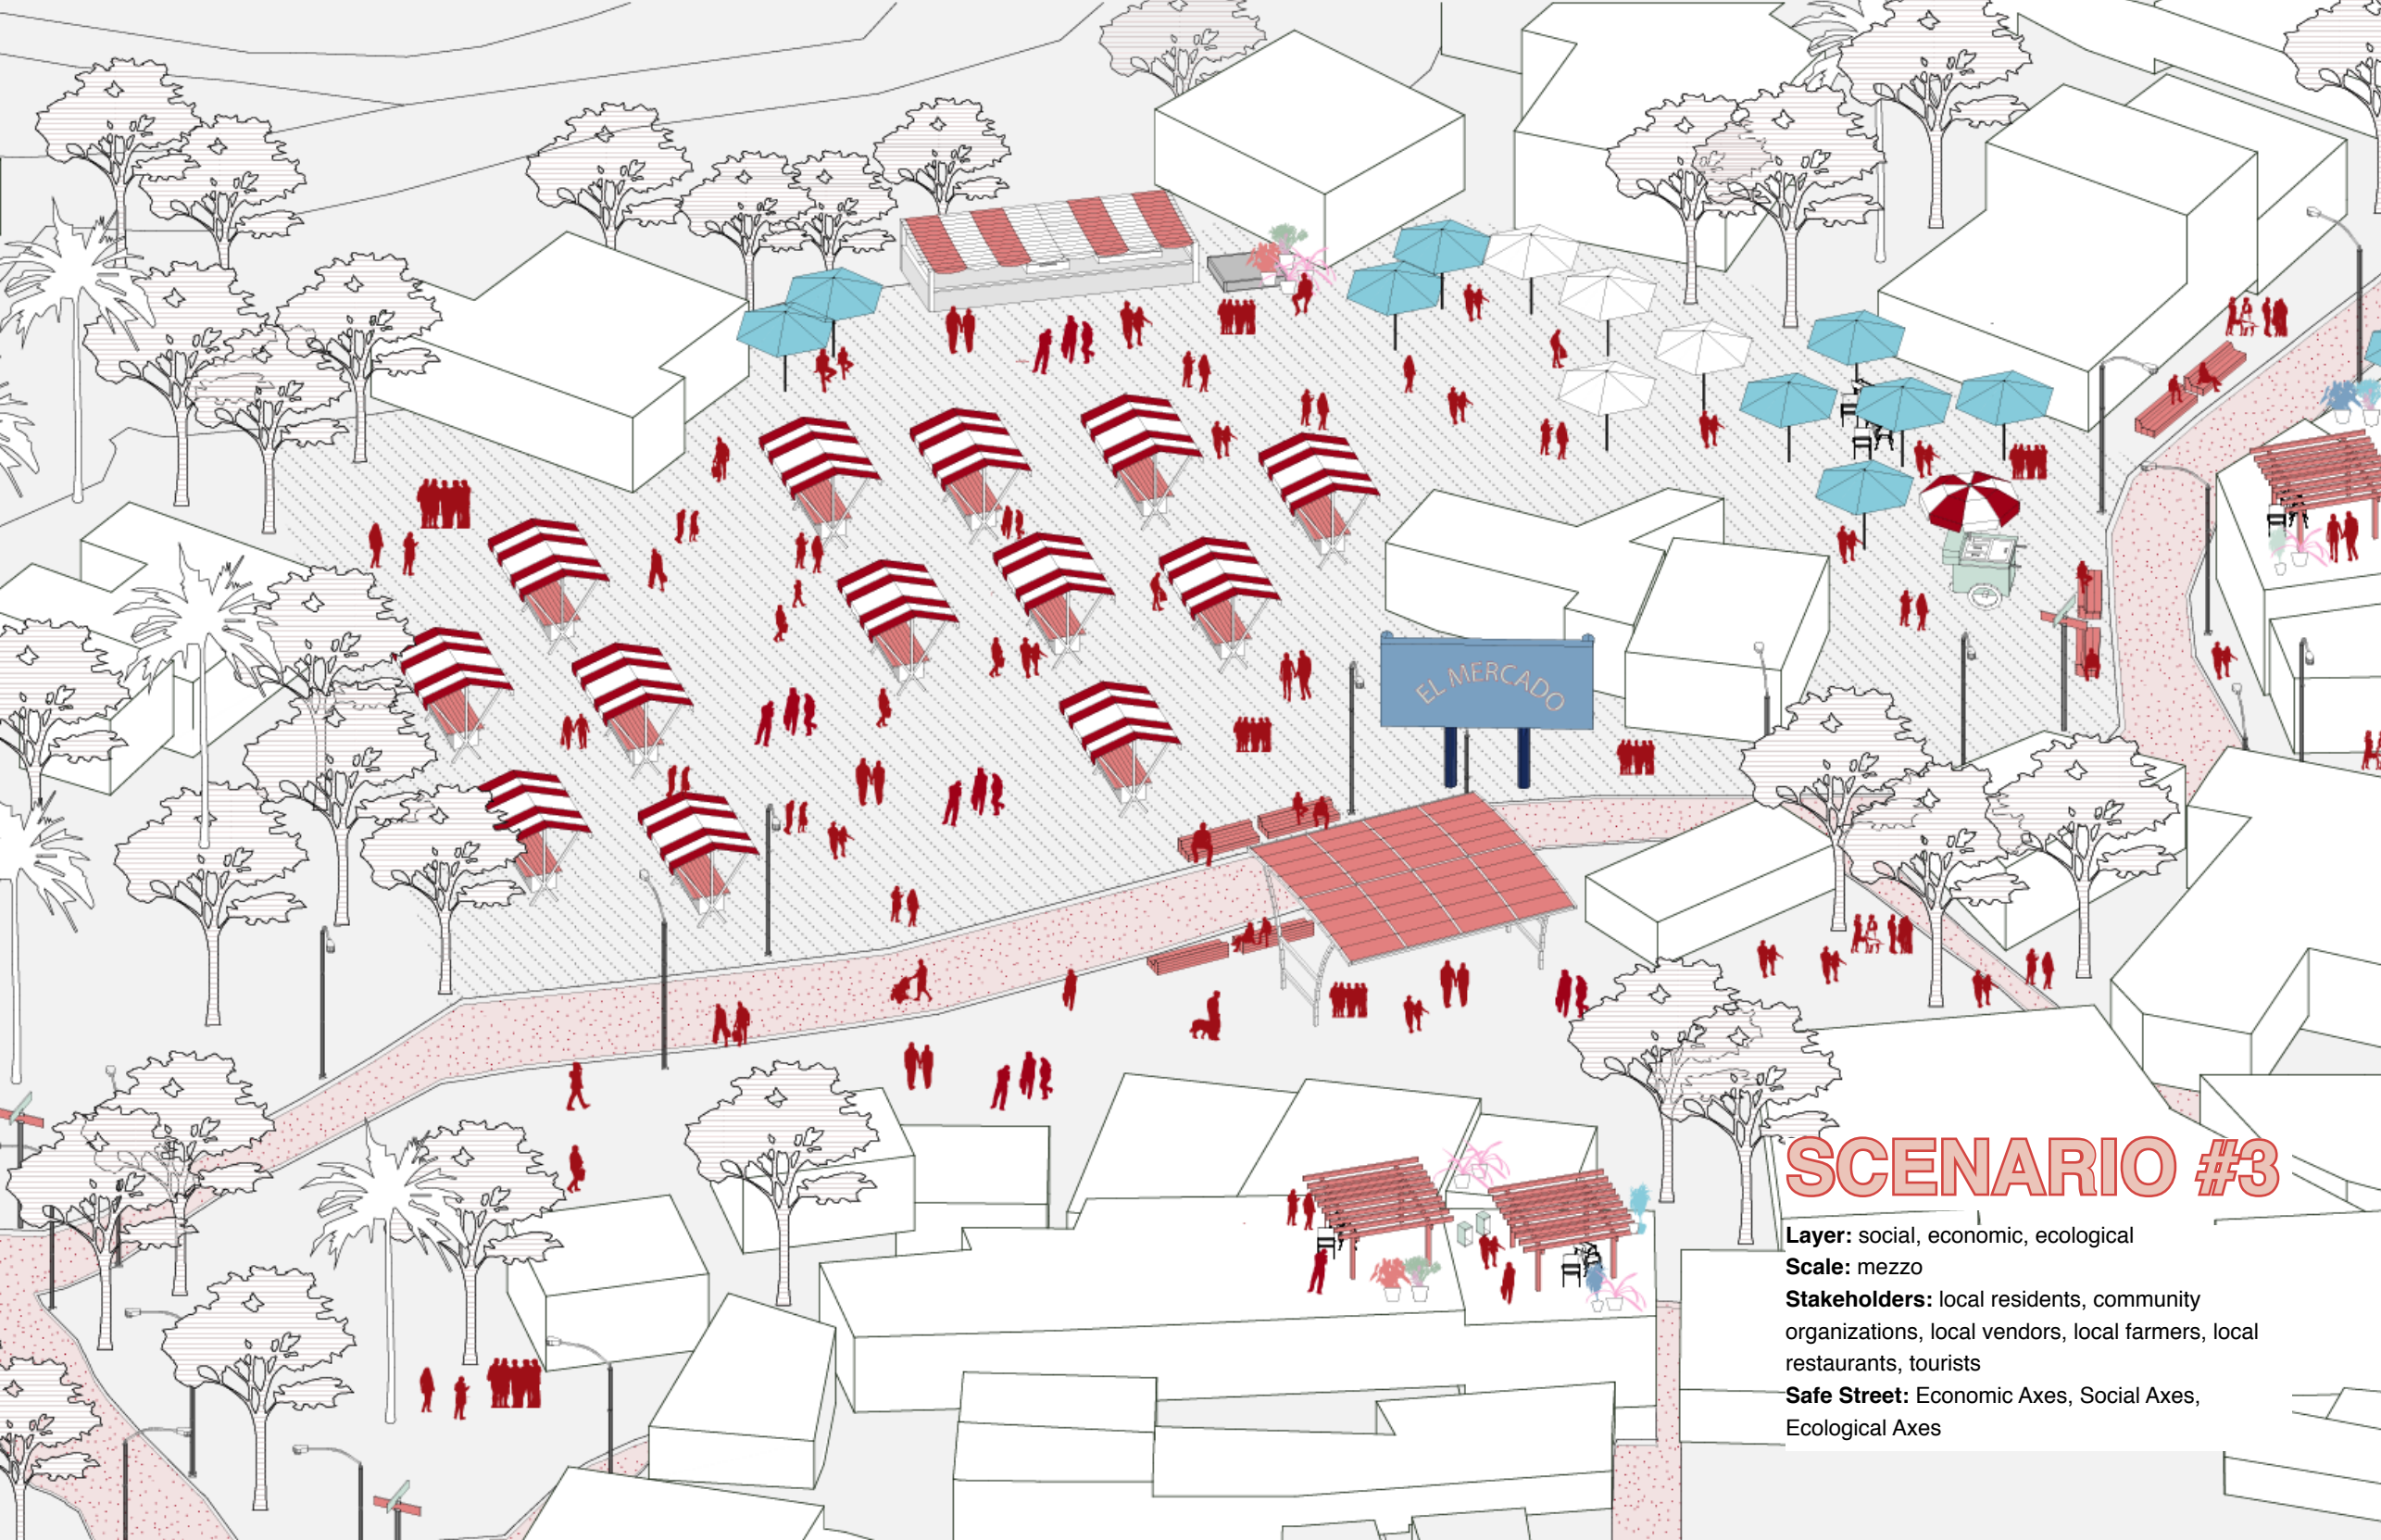 EL MERCADO
SCENARIO #3
Layer: social, economic, ecological
Scale: mezzo
Stakeholders: local residents, community
organizations, local vendors, local farmers, local
restaurants, tourists
Safe Street: Economic Axes, Social Axes,
Ecological Axes